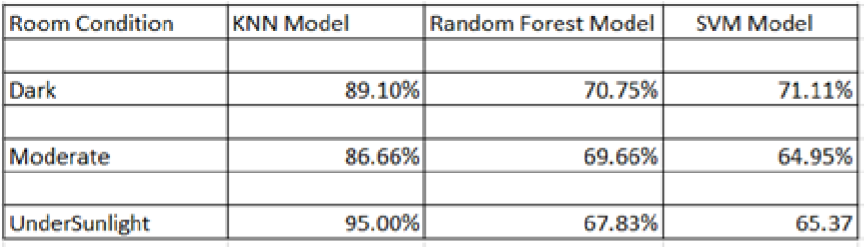 Room Condition KNN Model Random Forest Model SVM Model
Dark 89.10% 70.75% 71.11%
Moderate 86.66% 69.66% 64.95%
UnderSunlight 95.00% 67.83% 65.37